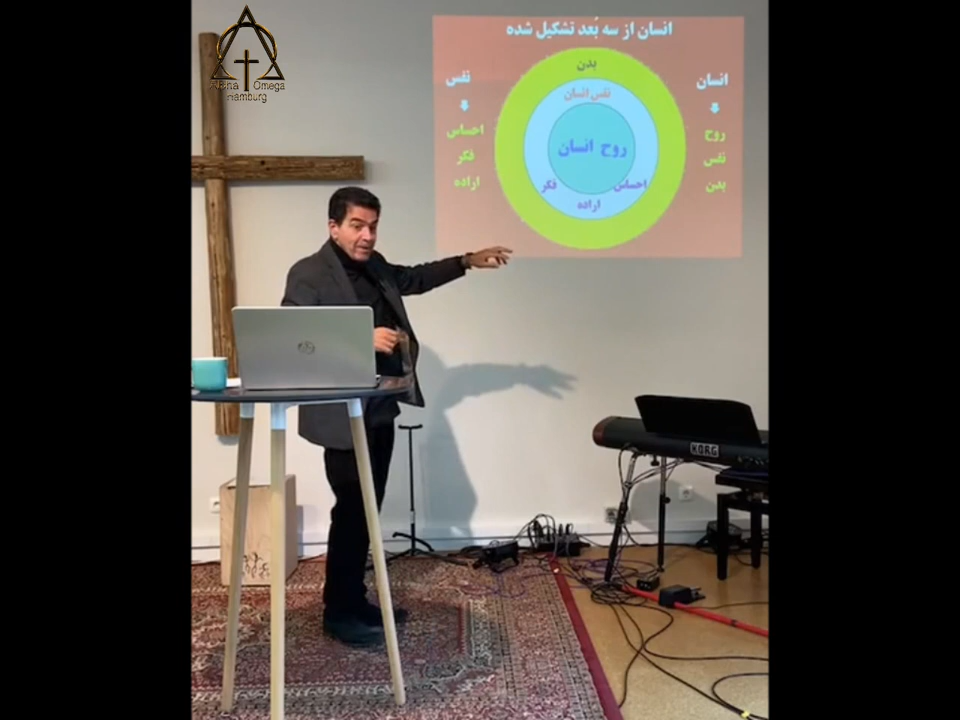 Alpha Omega
Hamburg
انسان از سه بُعد تشکیل شده
انسان
روح
نفس
بدن
بدن
نفس انسان
روح انسان
احساس
فکر
اراده
نفس
احساس
فکر
اراده
KORG
hp